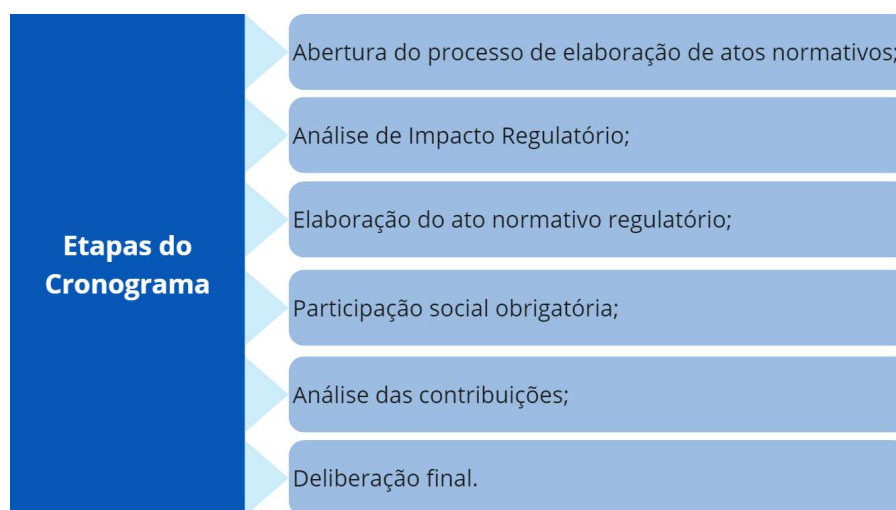 Etapas do
Cronograma
Abertura do processo de elaboração de atos normativos;
Análise de Impacto Regulatório;
Elaboração do ato normativo regulatório;
Participação social obrigatória;
Análise das contribuições;
Deliberação final.